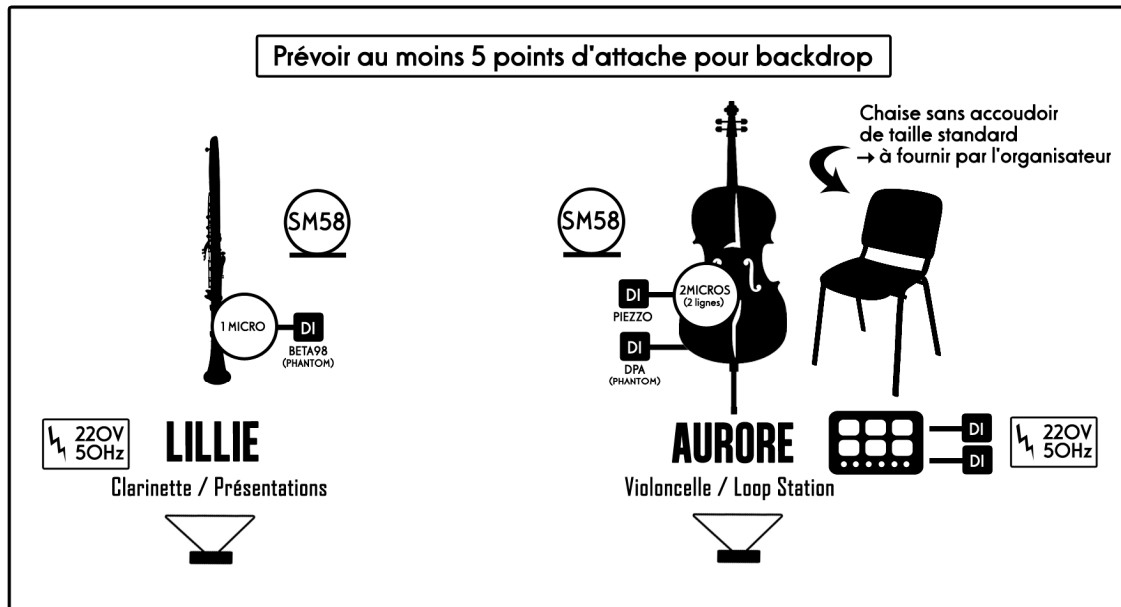 Prévoir au moins 5 points d'attache pour backdrop
Chaise sans accoudoir
de taille standard
→ à fournir par l'organisateur
SM58
SM58
1 MICRO
DI
BETA98
(PHANTOM)
DI
PIEZZO
2MICROS
(2 lignes)
DI
DPA
(PHANTOM)
220V
50Hz
LILLIE
Clarinette / Présentations
AURORE
Violoncelle / Loop Station
DI
DI
220V
50Hz